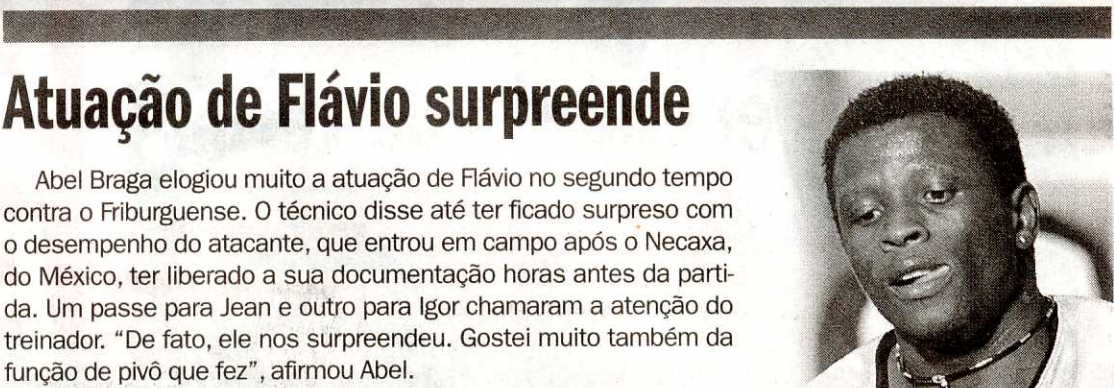 Atuação de Flávio surpreende
Abel Braga elogiou muito a atuação de Flávio no segundo tempo
contra o Friburguense. O técnico disse até ter ficado surpreso com
o desempenho do atacante, que entrou em campo após o Necaxa,
do México, ter liberado a sua documentação horas antes da parti-
da. Um passe para Jean e outro para Igor chamaram a atenção do
treinador. “De fato, ele nos surpreendeu. Gostei muito também da
função de pivô que fez”, afirmou Abel.